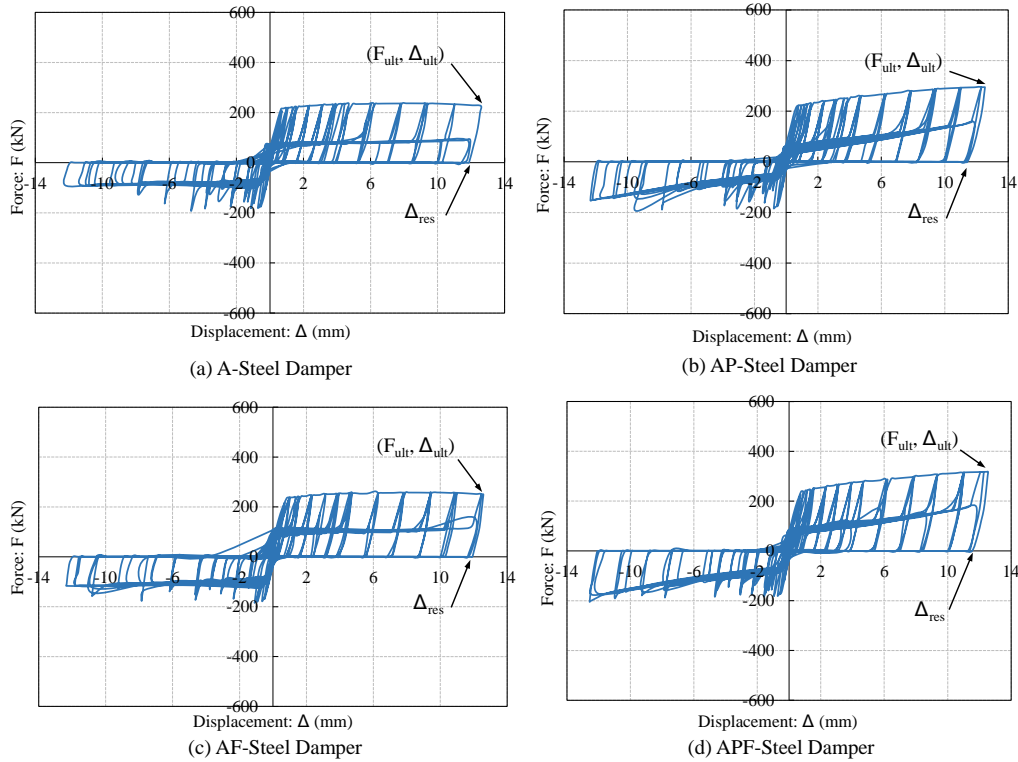 600
400
200
0
-200
-400
-600
-14 -10 -6 -2 2 6 10 14
Force: F (kN)
Displacement: Δ (mm)
(F_ult, Δ_ult)
Δ_res
(a) A-Steel Damper
600
400
200
0
-200
-400
-600
-14 -10 -6 -2 2 6 10 14
Force: F (kN)
Displacement: Δ (mm)
(F_ult, Δ_ult)
Δ_res
(b) AP-Steel Damper
600
400
200
0
-200
-400
-600
-14 -10 -6 -2 2 6 10 14
Force: F (kN)
Displacement: Δ (mm)
(F_ult, Δ_ult)
Δ_res
(c) AF-Steel Damper
600
400
200
0
-200
-400
-600
-14 -10 -6 -2 2 6 10 14
Force: F (kN)
Displacement: Δ (mm)
(F_ult, Δ_ult)
Δ_res
(d) APF-Steel Damper